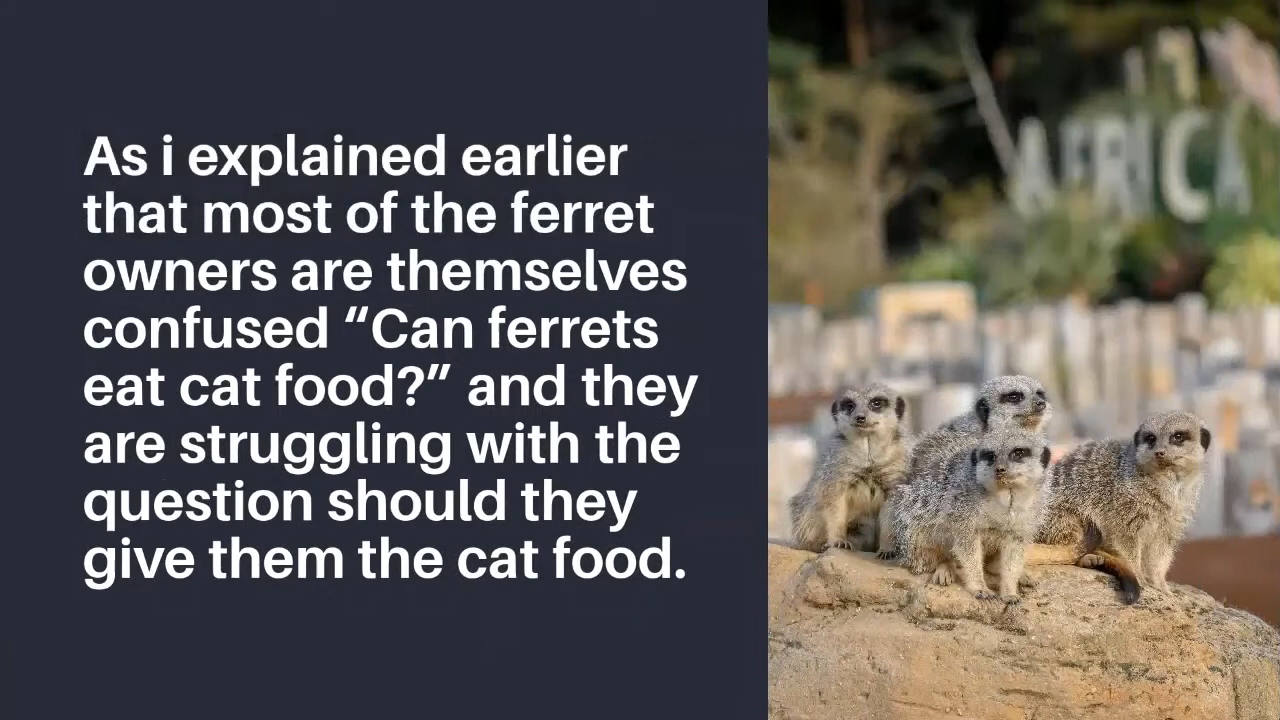 As i explained earlier
that most of the ferret
owners are themselves
confused “Can ferrets
eat cat food?” and they
are struggling with the
question should they
give them the cat food.
AFRICA